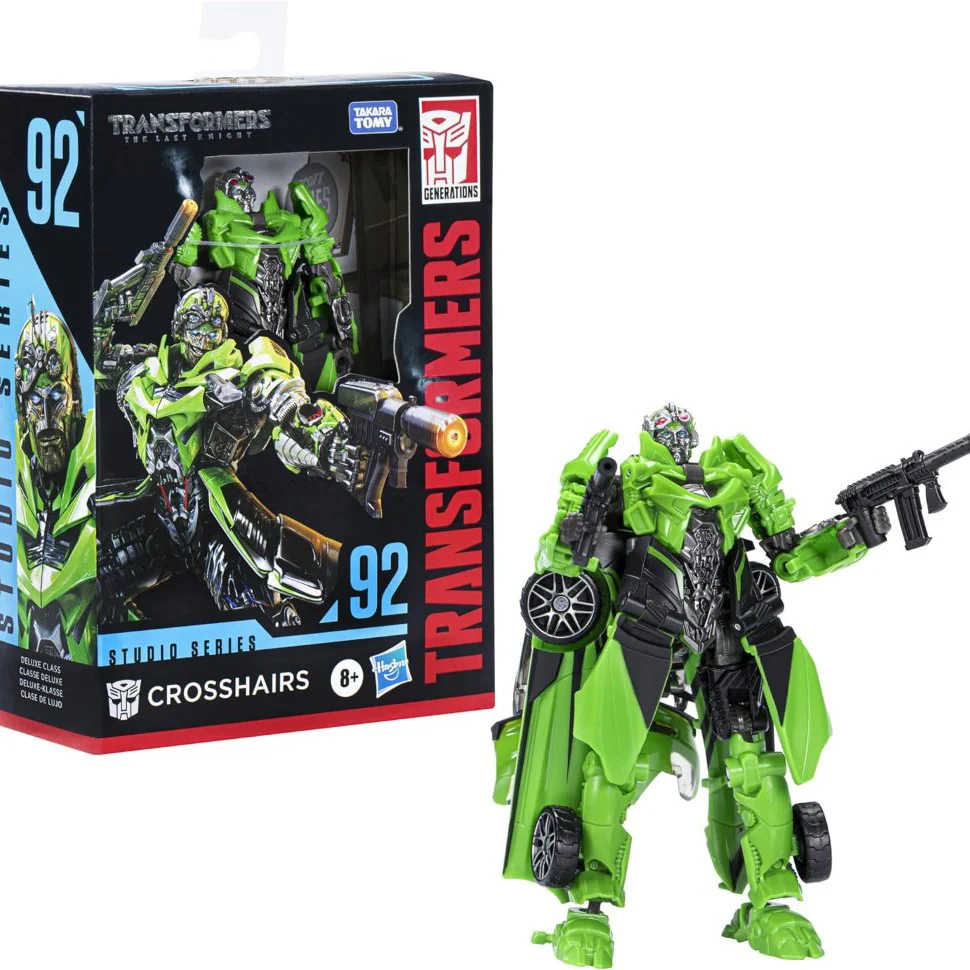 92
STUDIO SERIES
DELUXE CLASS
CLASSE DELUXE
DELUXE-KLASSE
CLASE DE LUJO
TRANSFORMERS
THE LAST KNIGHT
TAKARA
TOMY
GENERATIONS
TRANSFORMERS
92
STUDIO SERIES
CROSSHAIRS
8+
Hasbro